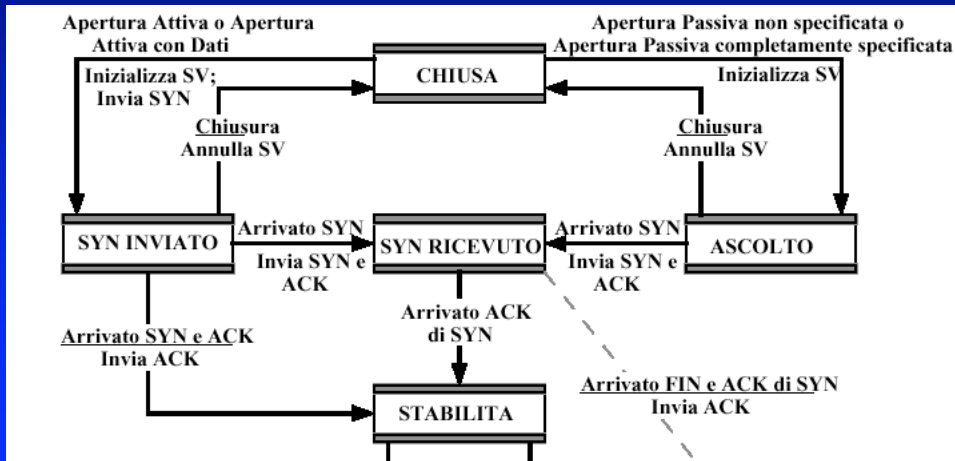 Apertura Attiva o Apertura
Attiva con Dati
Apertura Passiva non specificata o
Apertura Passiva completamente specificata
CHIUSA
Inizializza SV;
Invia SYN
Inizializza SV
Chiusura
Annulla SV
Chiusura
Annulla SV
SYN INVIATO
Arrivato SYN
Invia SYN e
ACK
SYN RICEVUTO
Arrivato SYN
Invia SYN e
ACK
ASCOLTO
Arrivato ACK
di SYN
Arrivato SYN e ACK
Invia ACK
Arrivato FIN e ACK di SYN
Invia ACK
STABILITA